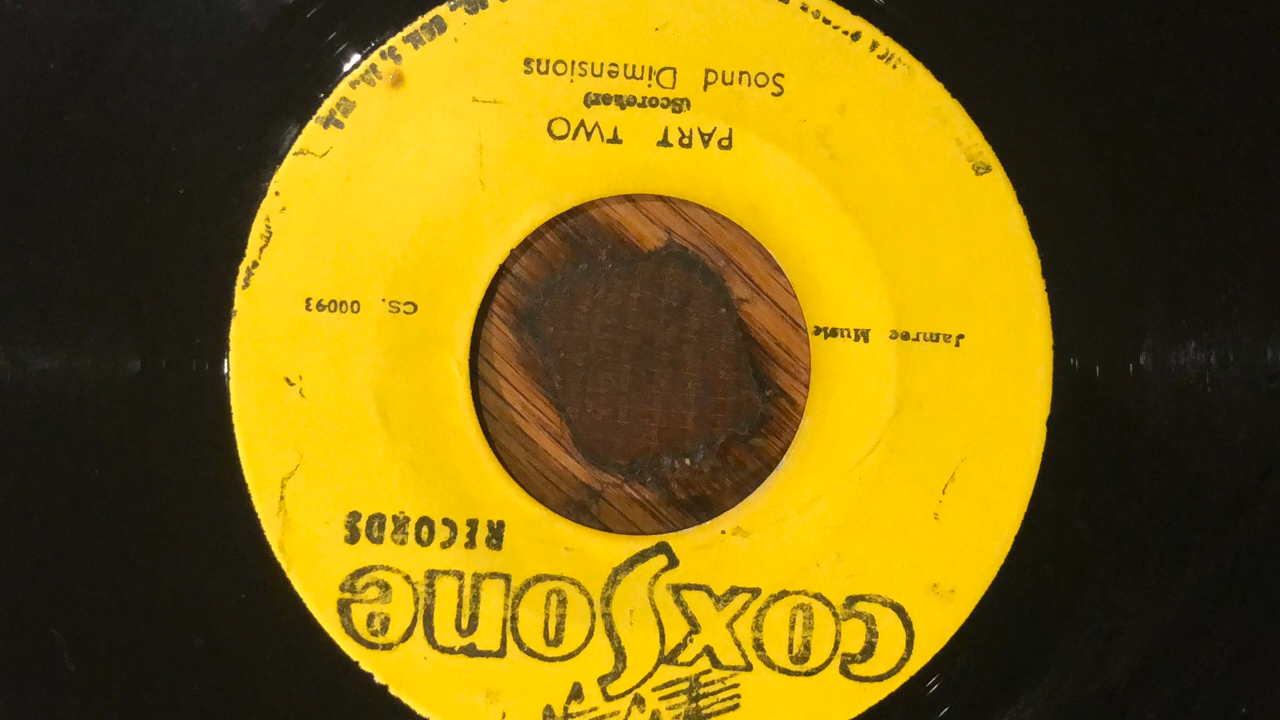 coxSone
RECORDS
Jamrec Music
CS. 00093
PART TWO
(Scorcher)
Sound Dimensions